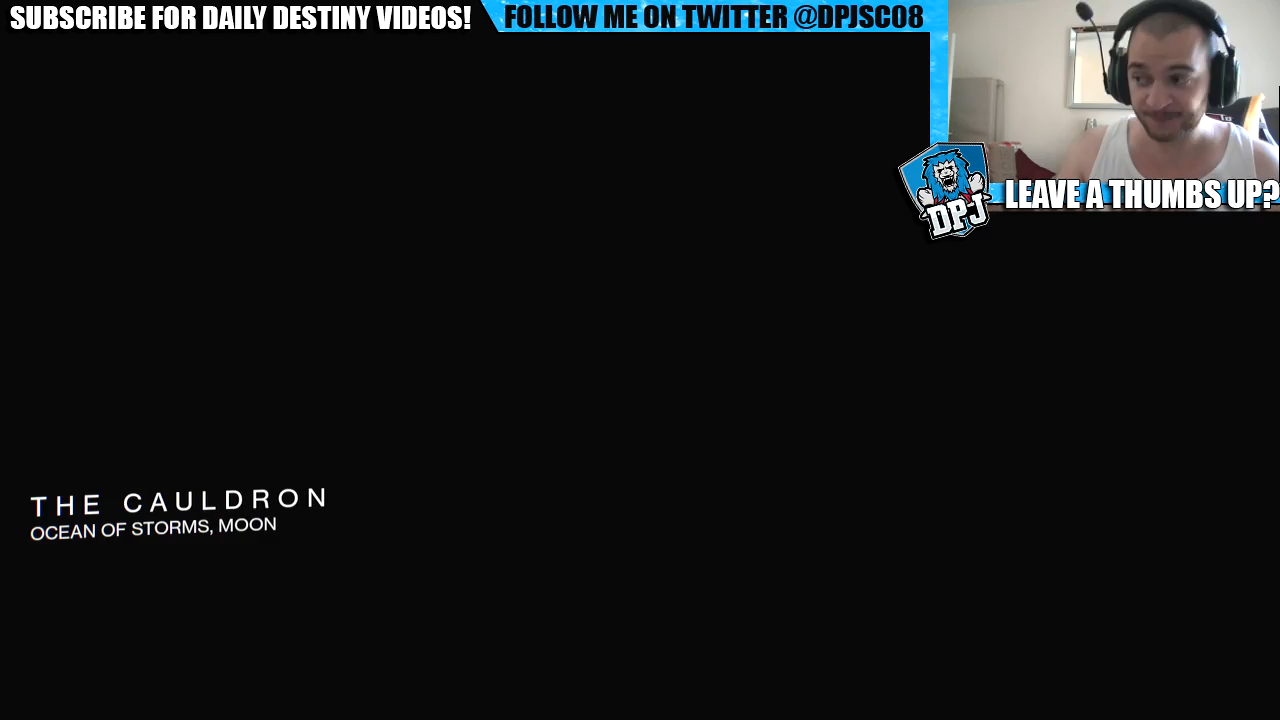 SUBSCRIBE FOR DAILY DESTINY VIDEOS!
FOLLOW ME ON TWITTER @DPJSC08
DPJ
LEAVE A THUMBS UP?
THE CAULDRON
OCEAN OF STORMS, MOON